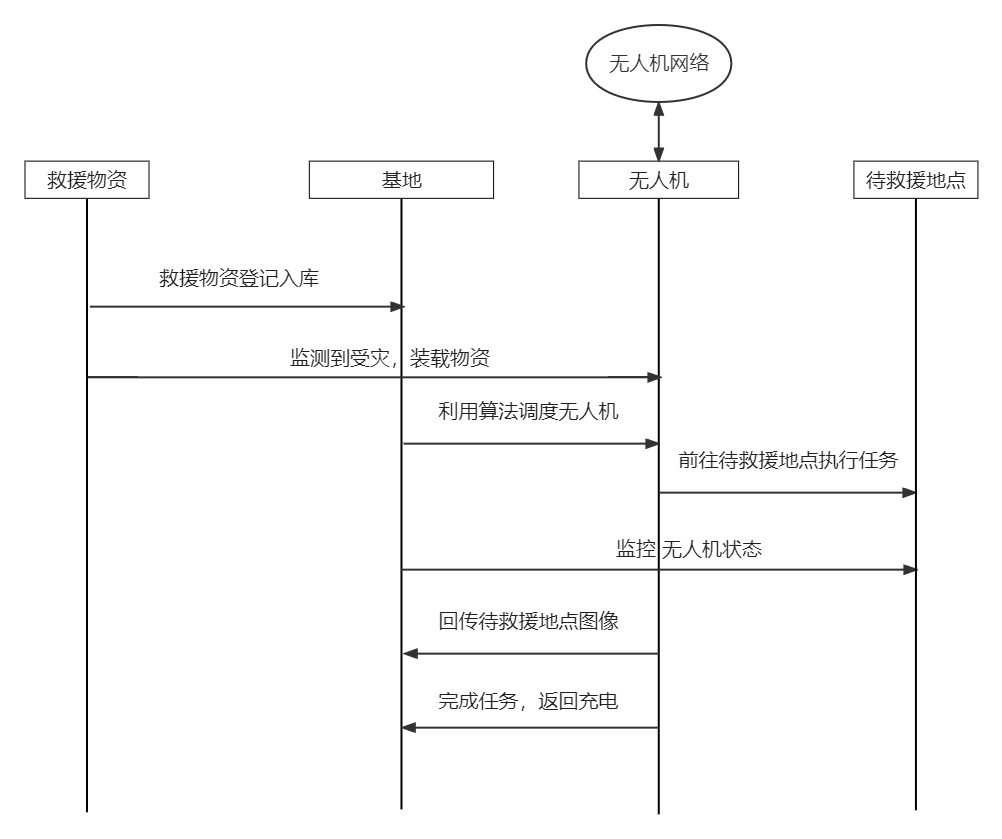 无人机网络
救援物资
基地
无人机
待救援地点
救援物资登记入库
监测到受灾，装载物资
利用算法调度无人机
前往待救援地点执行任务
监控 无人机状态
回传待救援地点图像
完成任务，返回充电